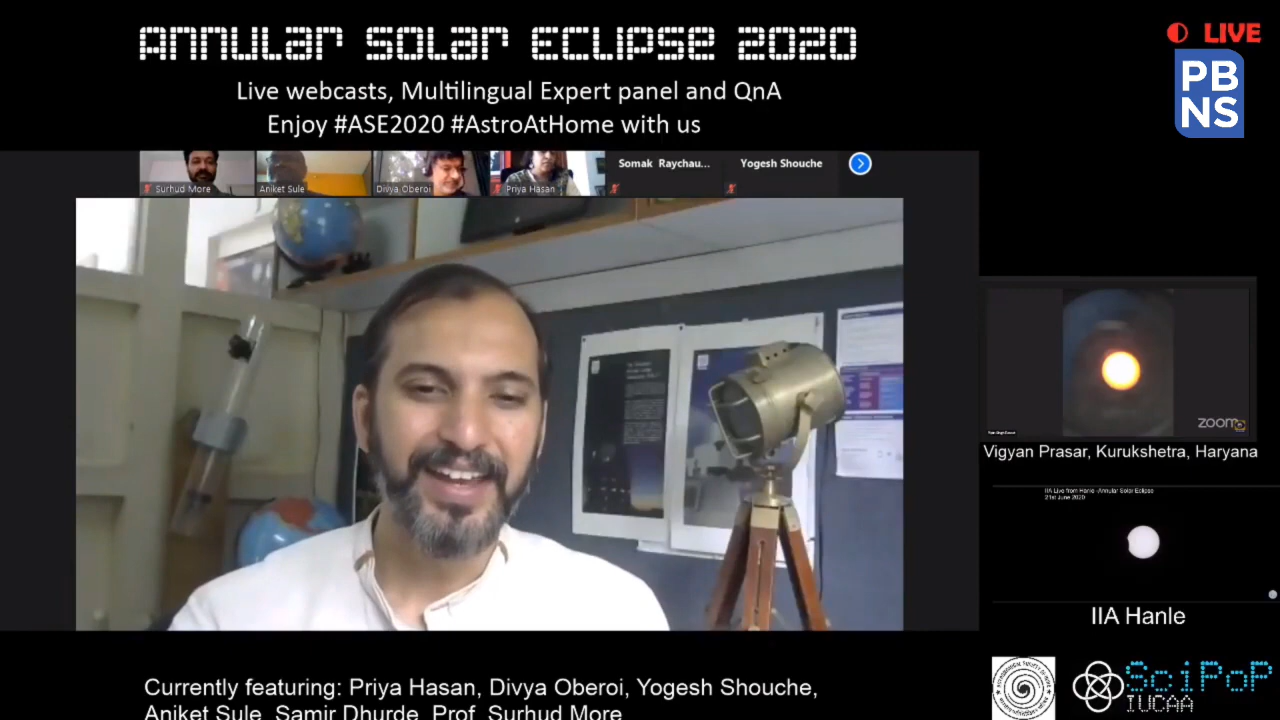 ANNULAR SOLAR ECLIPSE 2020
LIVE
PB
NS
Live webcasts, Multilingual Expert panel and QnA
Enjoy #ASE2020 #AstroAtHome with us
Surhud More
Aniket Sule
Divya Oberoi
Priya Hasan
Somak Raychau...
Yogesh Shouche
zoom
Vigyan Prasar, Kurukshetra, Haryana
IIA Live from Hanle -Annular Solar Eclipse
21st June 2020
IIA Hanle
Currently featuring: Priya Hasan, Divya Oberoi, Yogesh Shouche,
Aniket Sule, Samir Dhurde, Prof. Surhud More
SciPoP
IUCAA